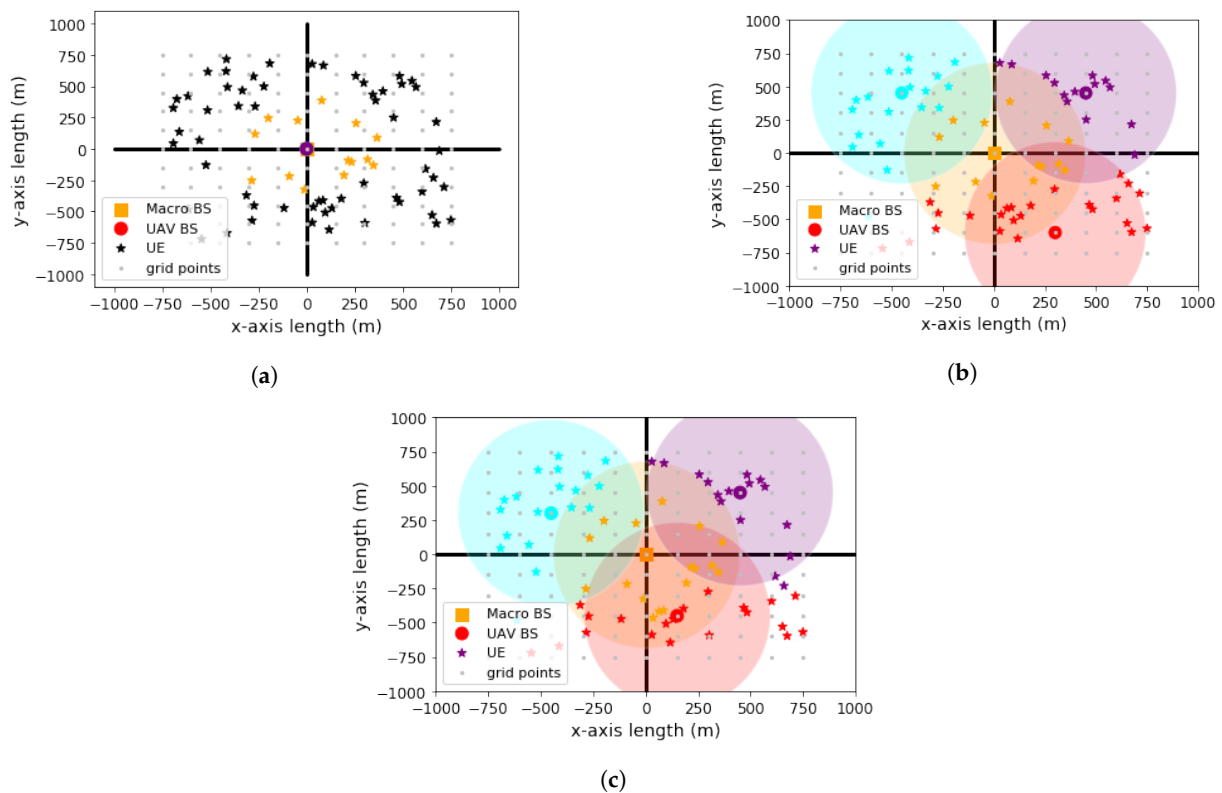 1000
750
500
250
0
−250
−500
−750
−1000
y-axis length (m)
Macro BS
UAV BS
UE
grid points
−1000 −750 −500 −250 0 250 500 750 1000
x-axis length (m)
(a)
1000
750
500
250
0
−250
−500
−750
−1000
y-axis length (m)
Macro BS
UAV BS
UE
grid points
−1000 −750 −500 −250 0 250 500 750 1000
x-axis length (m)
(b)
1000
750
500
250
0
−250
−500
−750
−1000
y-axis length (m)
Macro BS
UAV BS
UE
grid points
−1000 −750 −500 −250 0 250 500 750 1000
x-axis length (m)
(c)